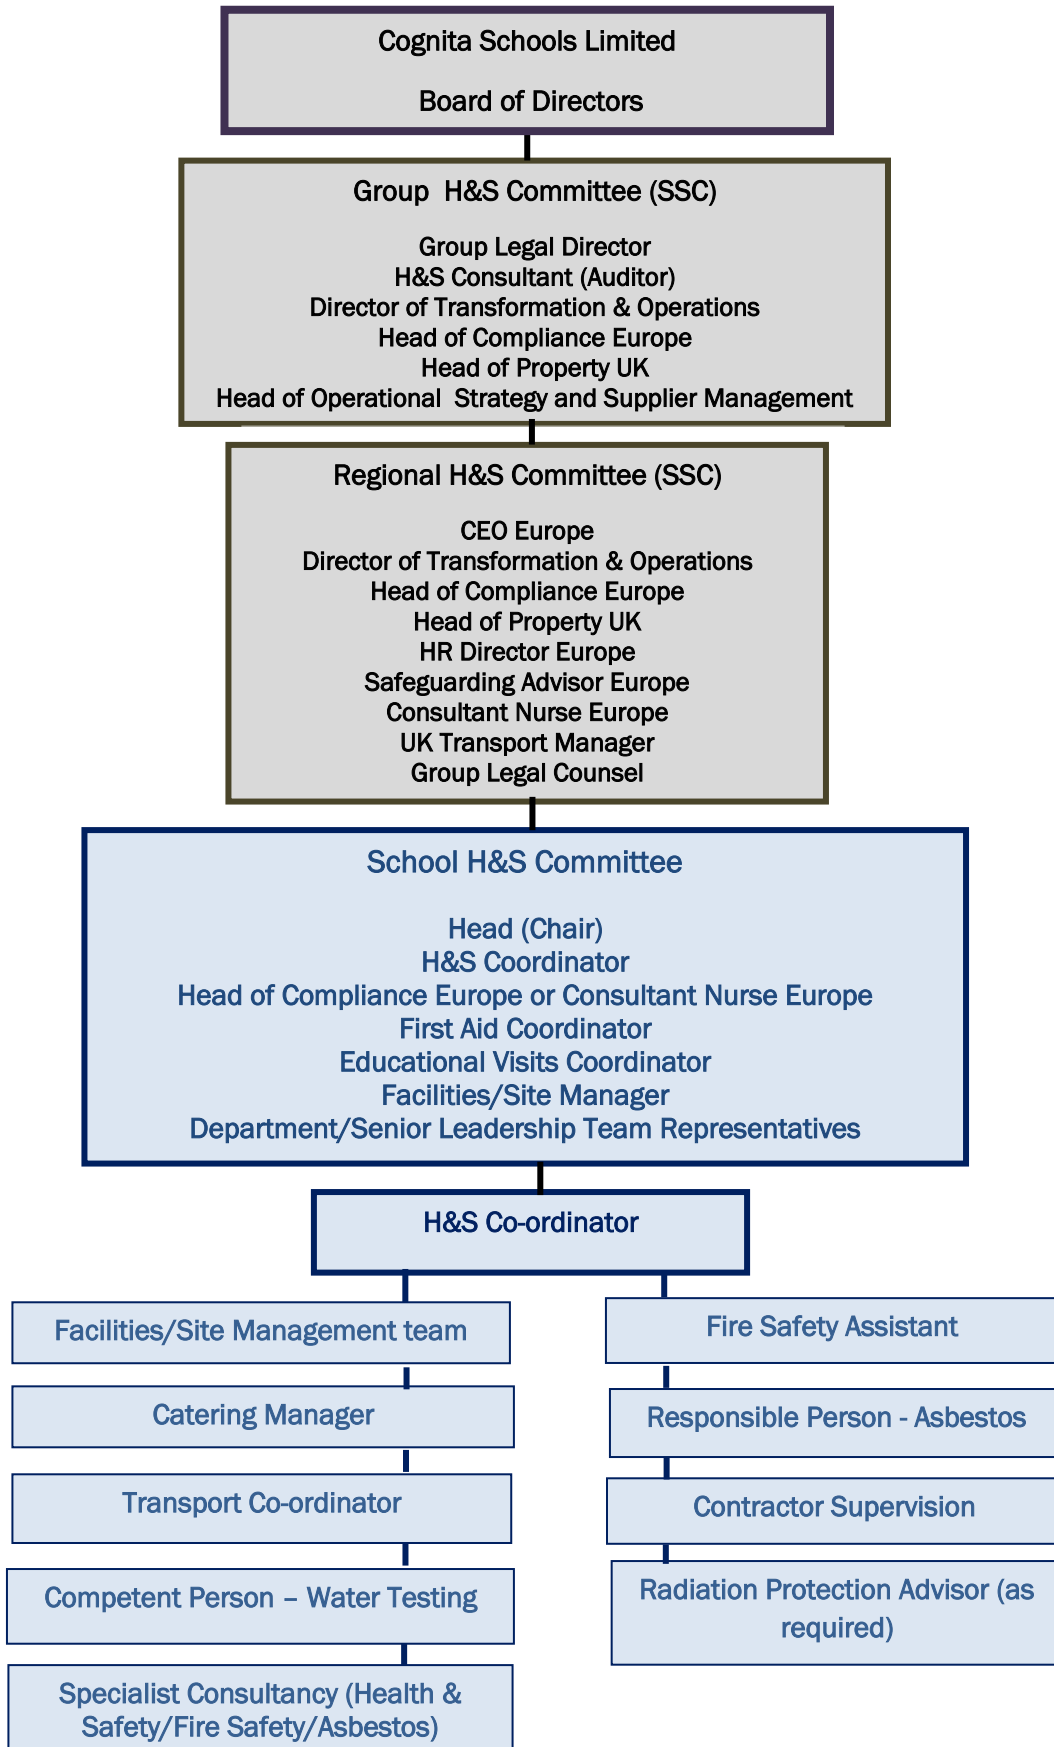 Cognita Schools Limited
Board of Directors
Group H&S Committee (SSC)
Group Legal Director
H&S Consultant (Auditor)
Director of Transformation & Operations
Head of Compliance Europe
Head of Property UK
Head of Operational Strategy and Supplier Management
Regional H&S Committee (SSC)
CEO Europe
Director of Transformation & Operations
Head of Compliance Europe
Head of Property UK
HR Director Europe
Safeguarding Advisor Europe
Consultant Nurse Europe
UK Transport Manager
Group Legal Counsel
School H&S Committee
Head (Chair)
H&S Coordinator
Head of Compliance Europe or Consultant Nurse Europe
First Aid Coordinator
Educational Visits Coordinator
Facilities/Site Manager
Department/Senior Leadership Team Representatives
H&S Co-ordinator
Facilities/Site Management team
Catering Manager
Transport Co-ordinator
Competent Person – Water Testing
Specialist Consultancy (Health &
Safety/Fire Safety/Asbestos)
Fire Safety Assistant
Responsible Person - Asbestos
Contractor Supervision
Radiation Protection Advisor (as
required)